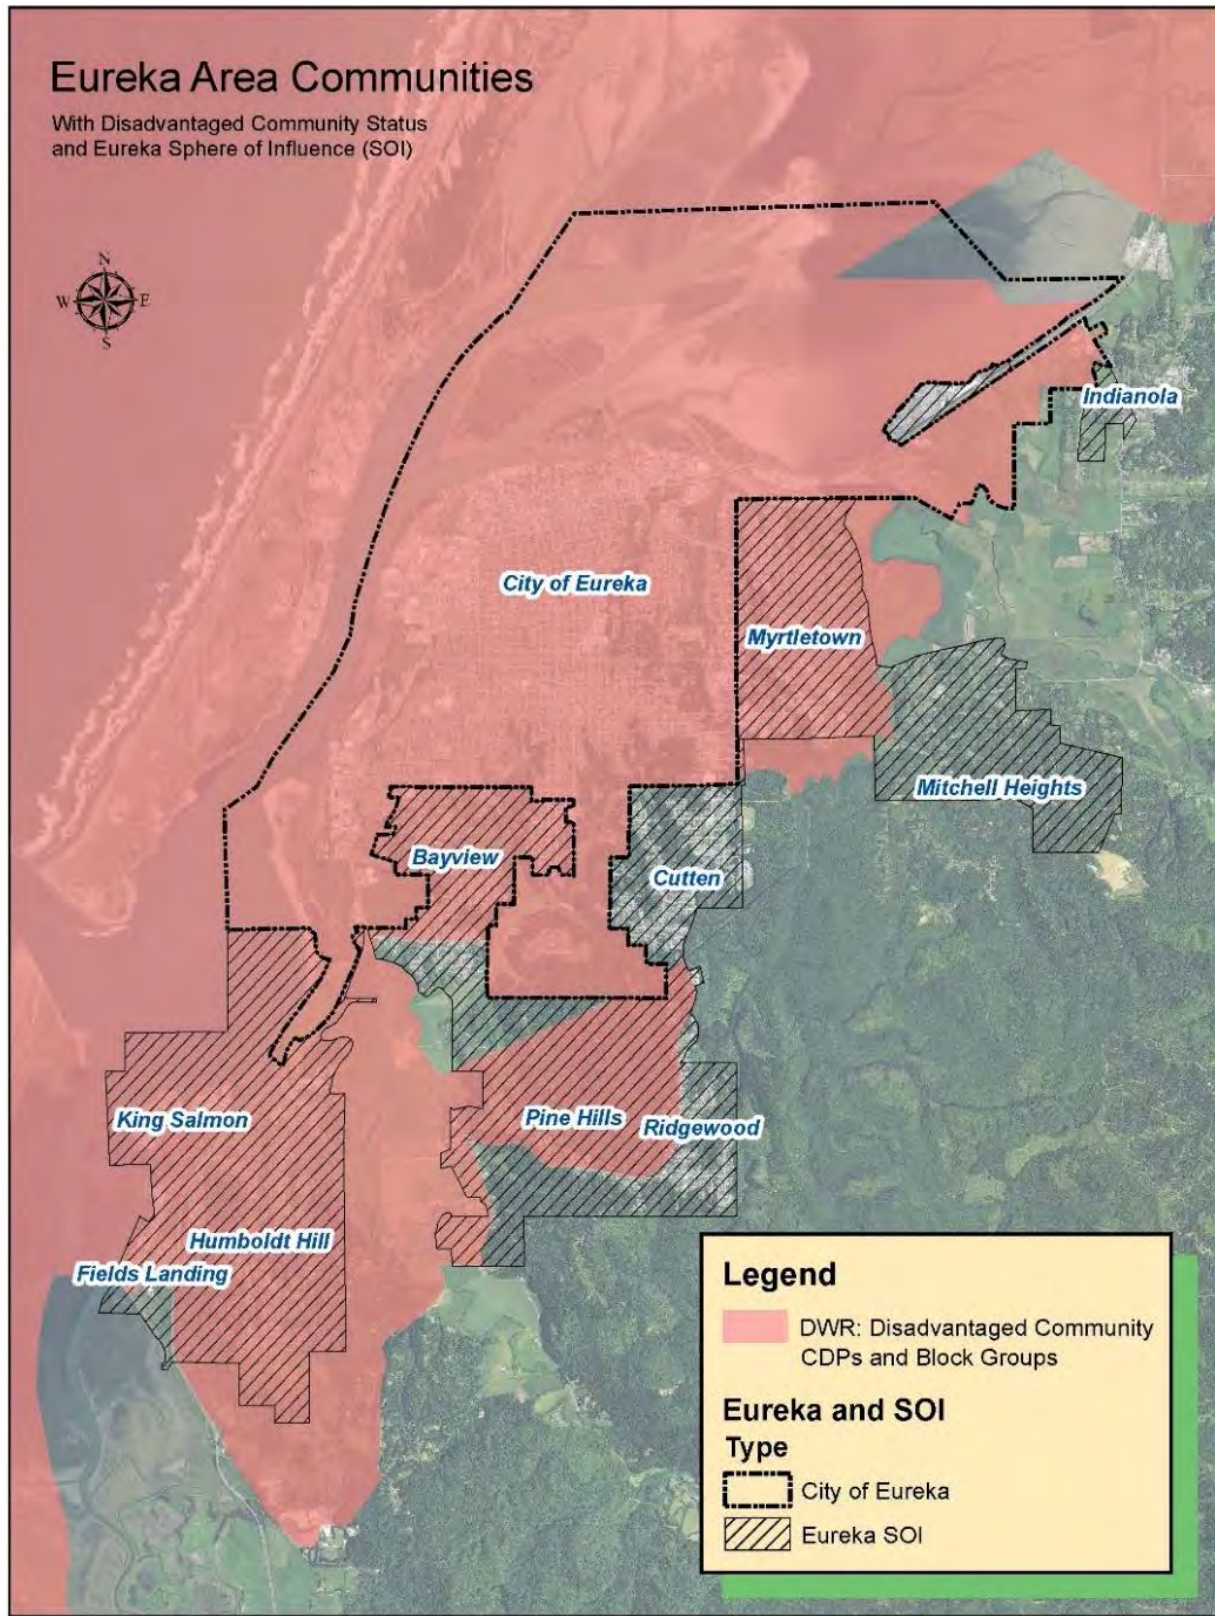 Eureka Area Communities
With Disadvantaged Community Status
and Eureka Sphere of Influence (SOI)
N
W E
S
Indianola
City of Eureka
Myrtletown
Mitchell Heights
Bayview
Cutten
King Salmon
Pine Hills
Ridgewood
Humboldt Hill
Fields Landing
Legend
DWR: Disadvantaged Community
CDPs and Block Groups
Eureka and SOI
Type
City of Eureka
Eureka SOI